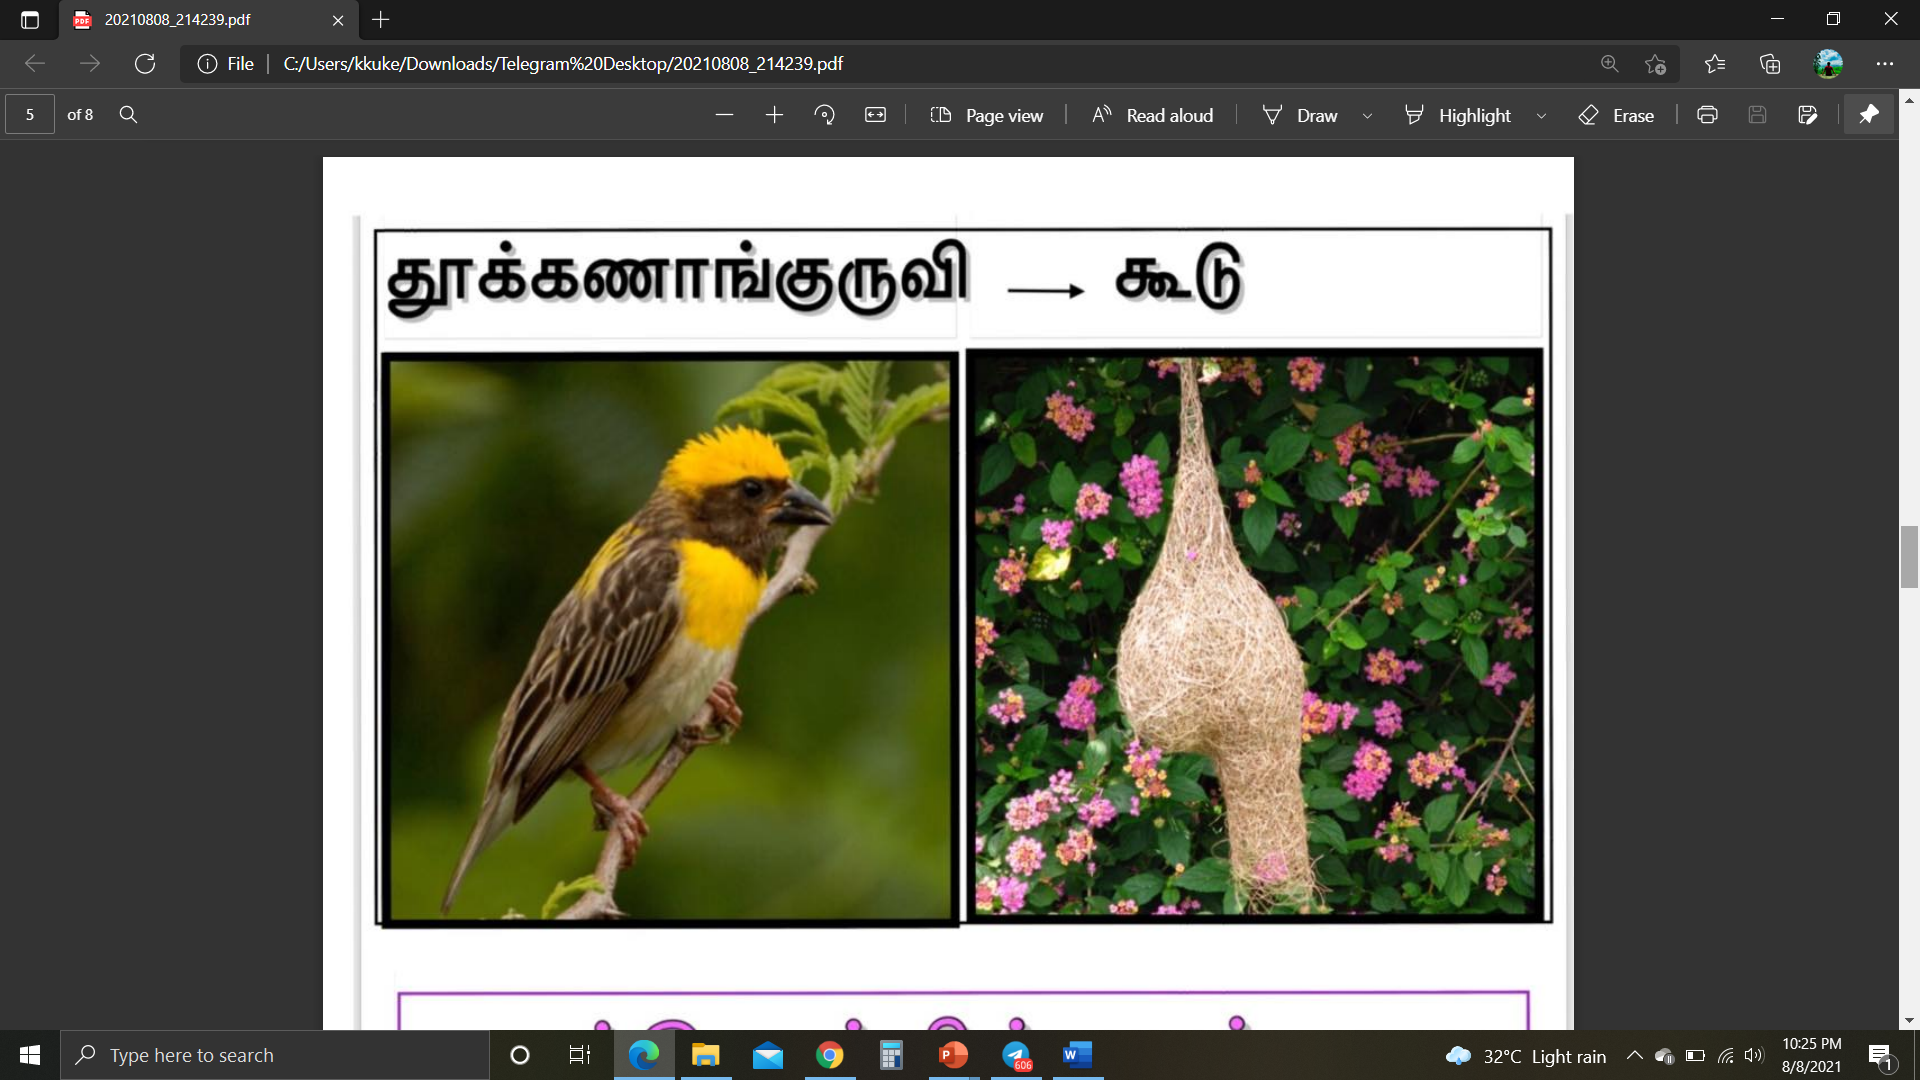 20210808_214239.pdf
File C:/Users/kkuke/Downloads/Telegram%20Desktop/20210808_214239.pdf
5 of 8 Page view Read aloud Draw Highlight Erase
தூக்கணாங்குருவி → கூடு
Type here to search
606
32°C Light rain
10:25 PM
8/8/2021
1